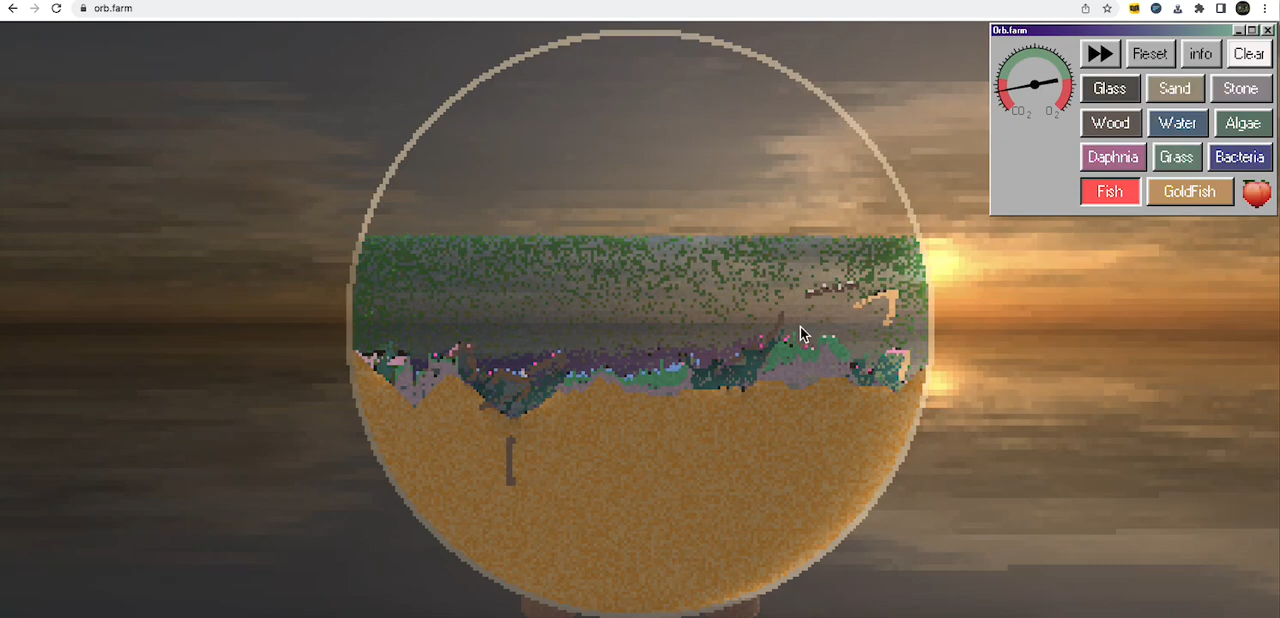 orb.farm
Orb.farm
Reset info Clear
CO2 O2
Glass Sand Stone
Wood Water Algae
Daphnia Grass Bacteria
Fish GoldFish